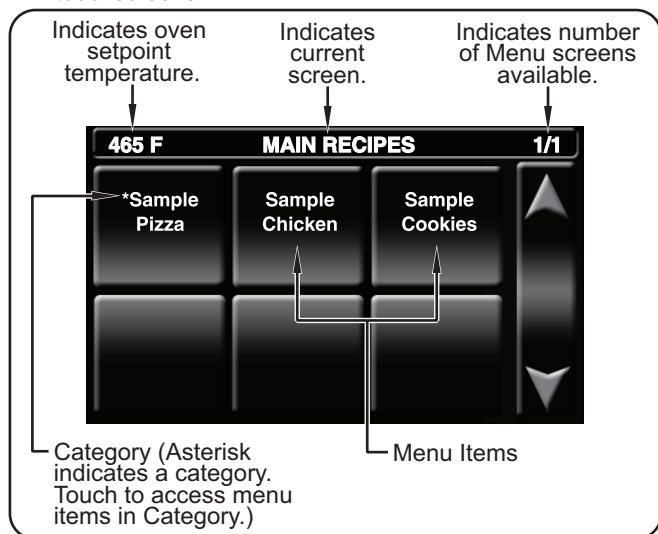 Indicates oven
setpoint
temperature.
Indicates
current
screen.
Indicates number
of Menu screens
available.
465 F MAIN RECIPES 1/1
*Sample
Pizza
Sample
Chicken
Sample
Cookies
Category (Asterisk
indicates a category.
Touch to access menu
items in Category.)
Menu Items